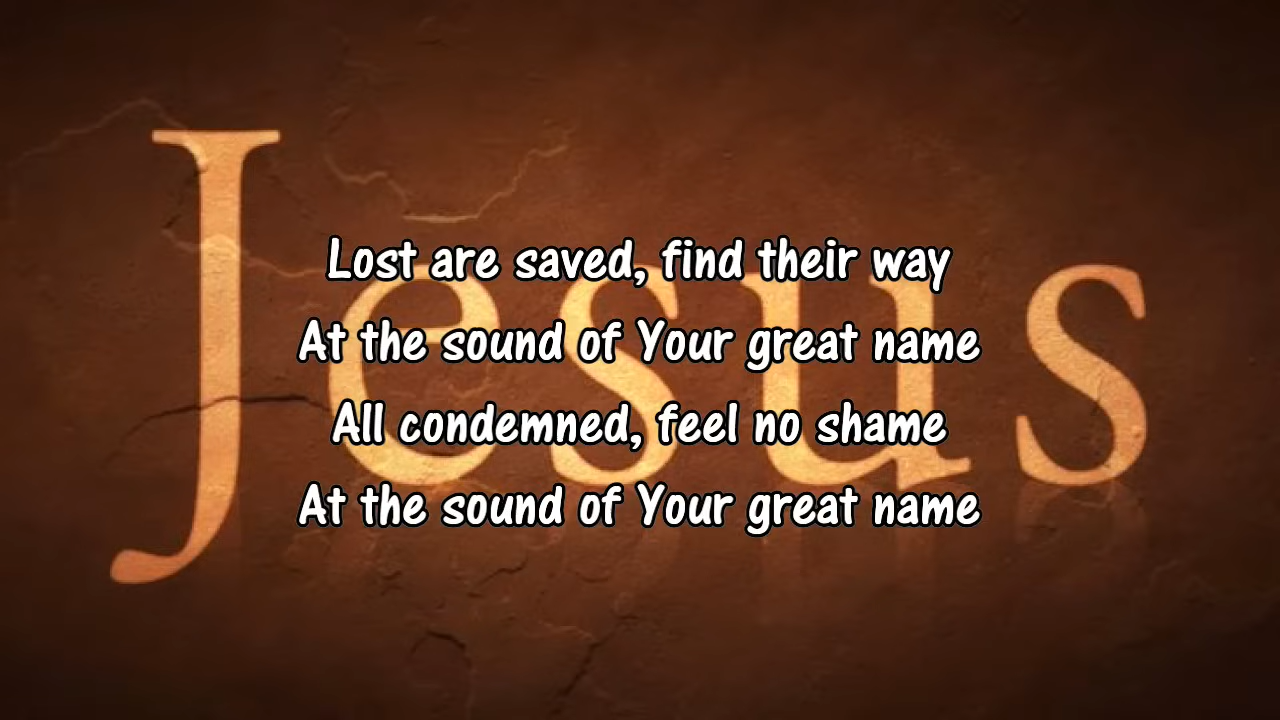 Jesus
Lost are saved, find their way
At the sound of Your great name
All condemned, feel no shame
At the sound of Your great name